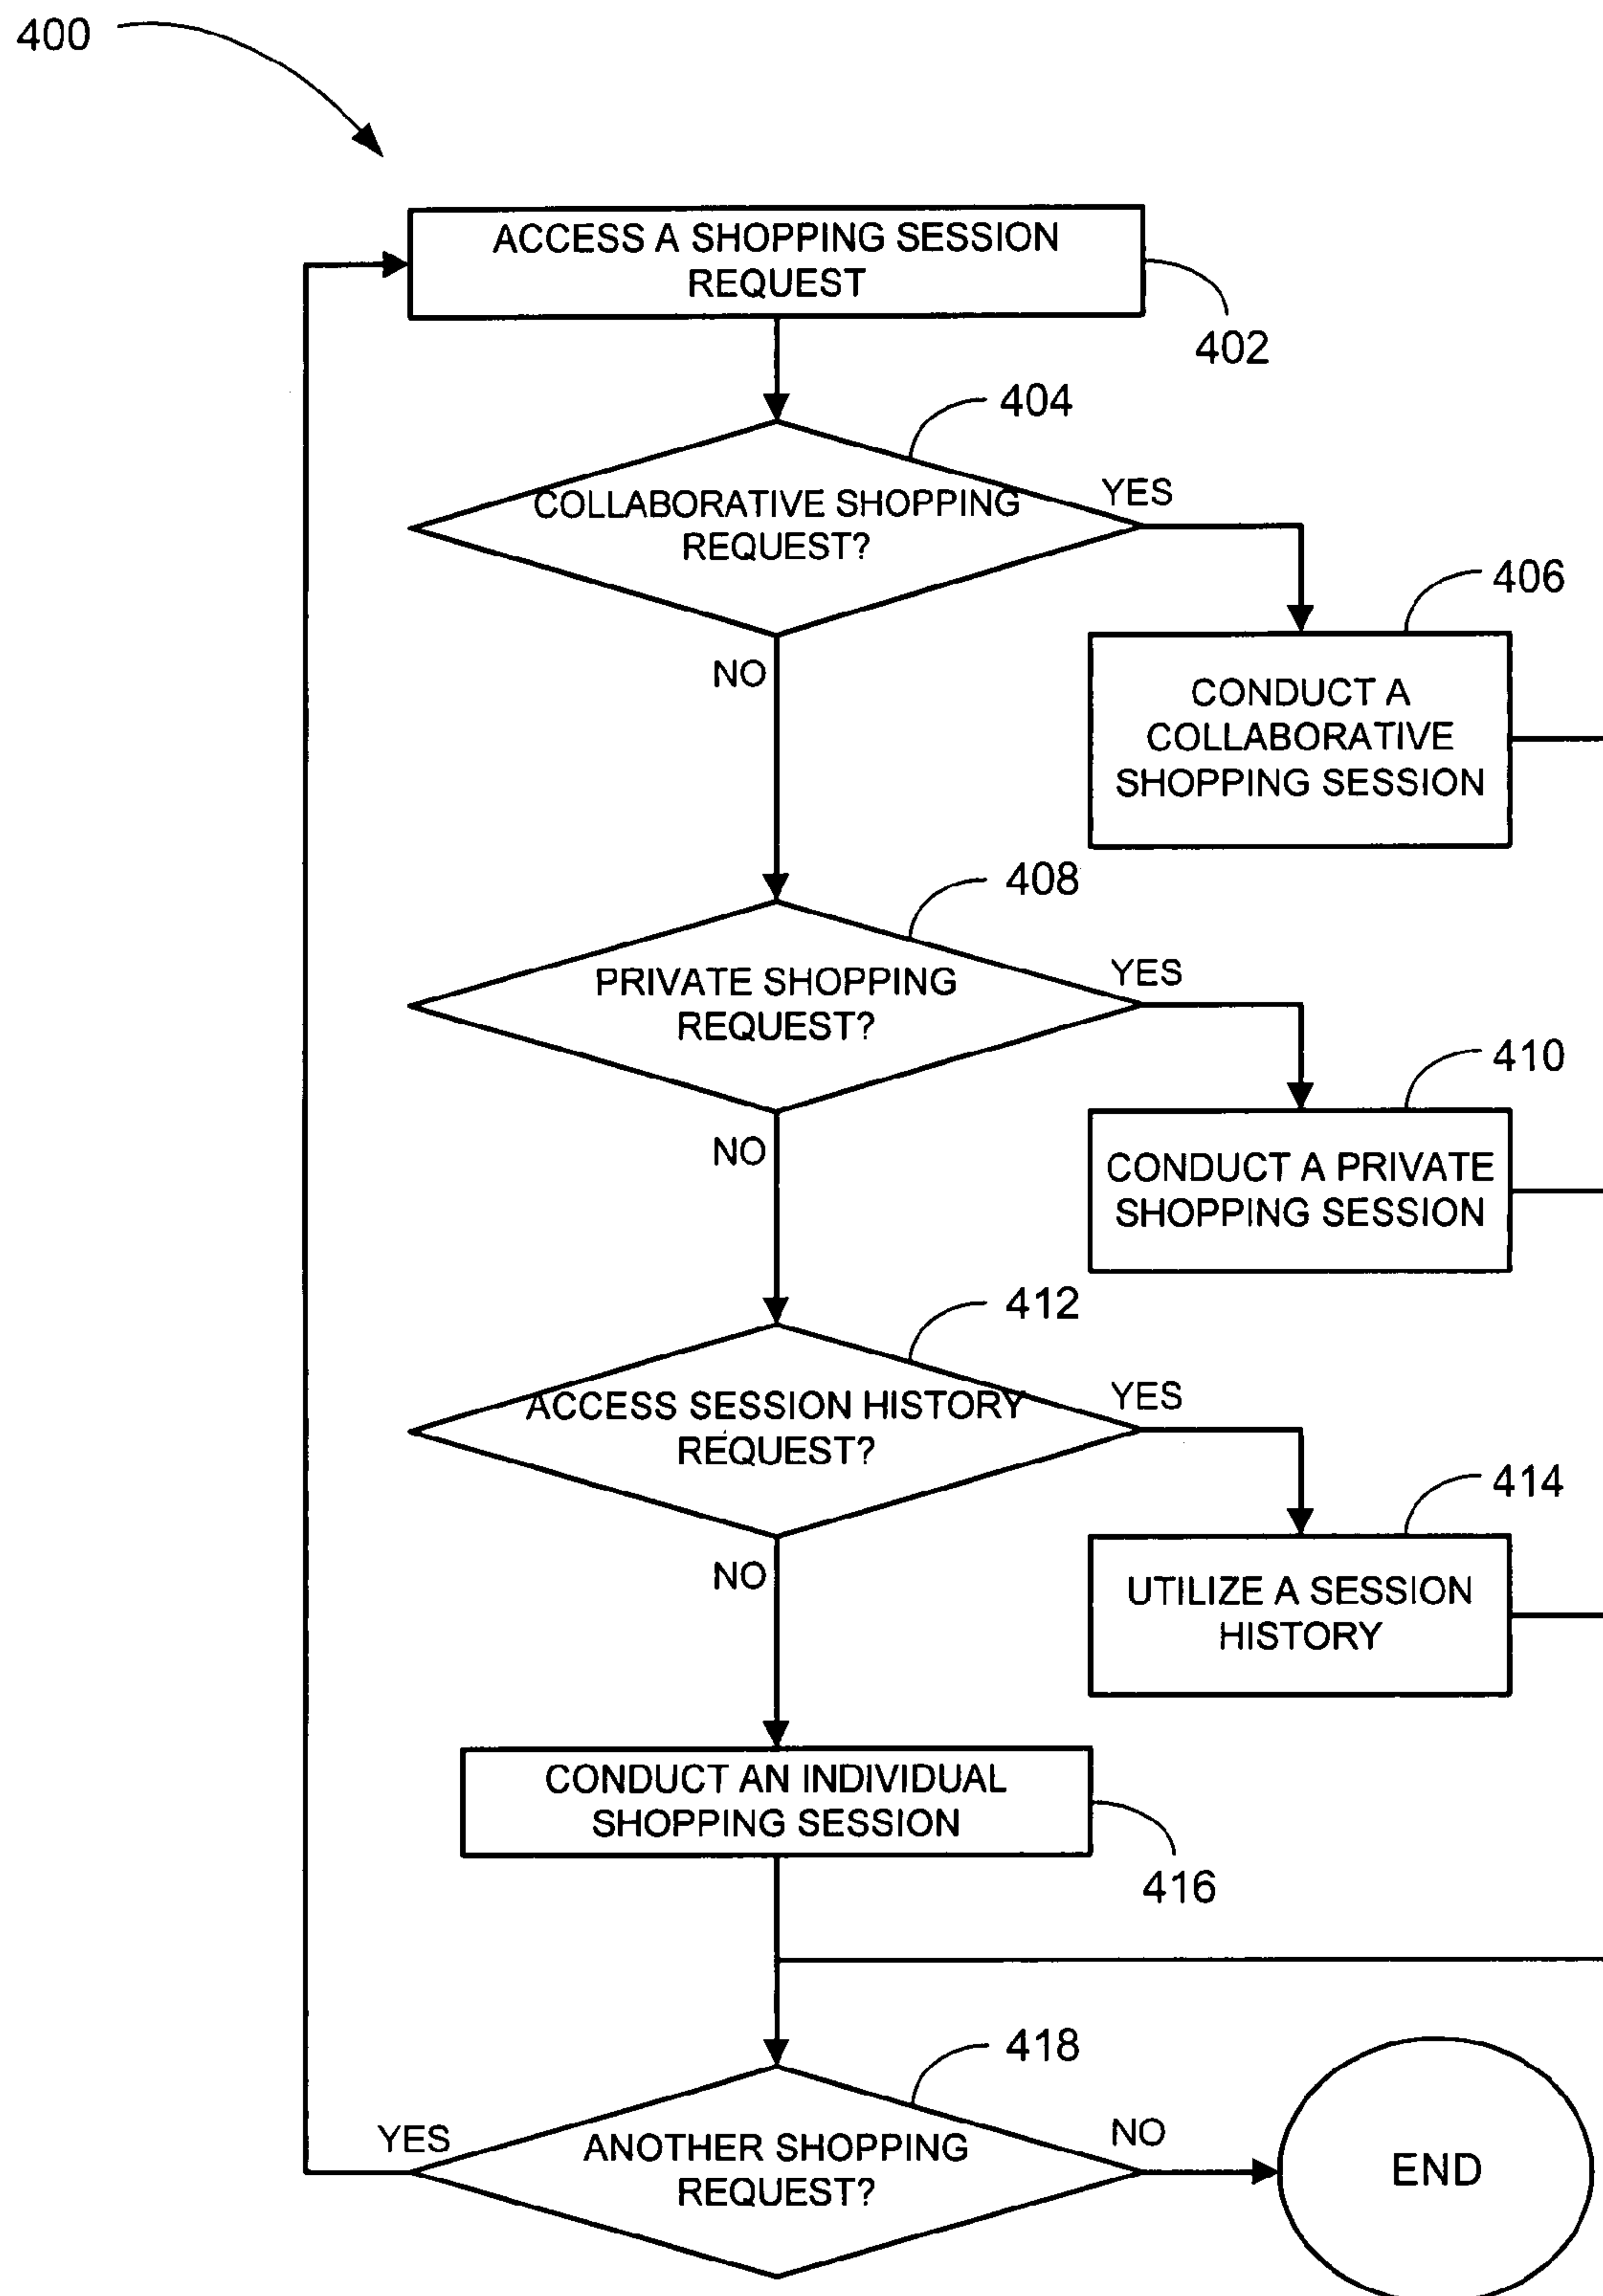 400
ACCESS A SHOPPING SESSION
REQUEST
402
404
COLLABORATIVE SHOPPING
REQUEST?
YES
NO
406
CONDUCT A
COLLABORATIVE
SHOPPING SESSION
408
PRIVATE SHOPPING
REQUEST?
YES
NO
410
CONDUCT A PRIVATE
SHOPPING SESSION
412
ACCESS SESSION HISTORY
REQUEST?
YES
NO
414
UTILIZE A SESSION
HISTORY
CONDUCT AN INDIVIDUAL
SHOPPING SESSION
416
418
ANOTHER SHOPPING
REQUEST?
YES
NO
END